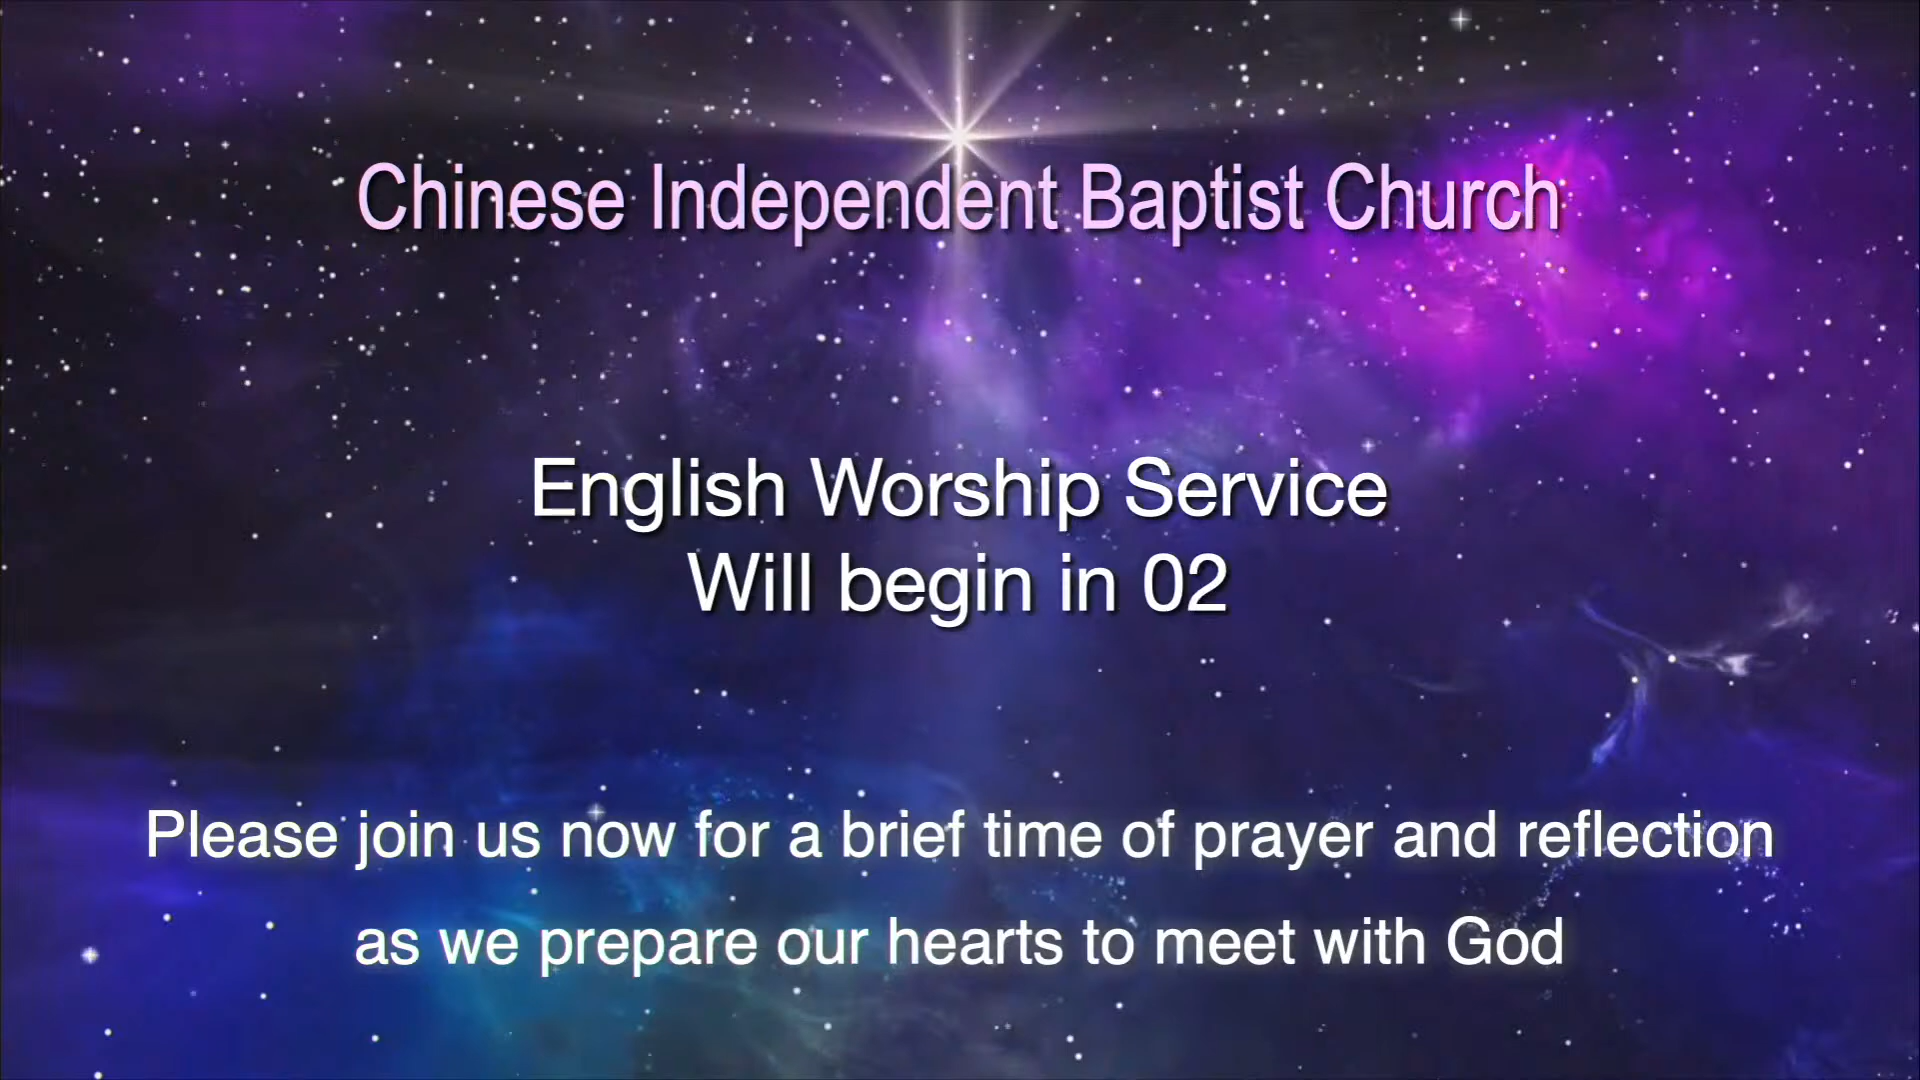 Chinese Independent Baptist Church
English Worship Service
Will begin in 02
Please join us now for a brief time of prayer and reflection
as we prepare our hearts to meet with God